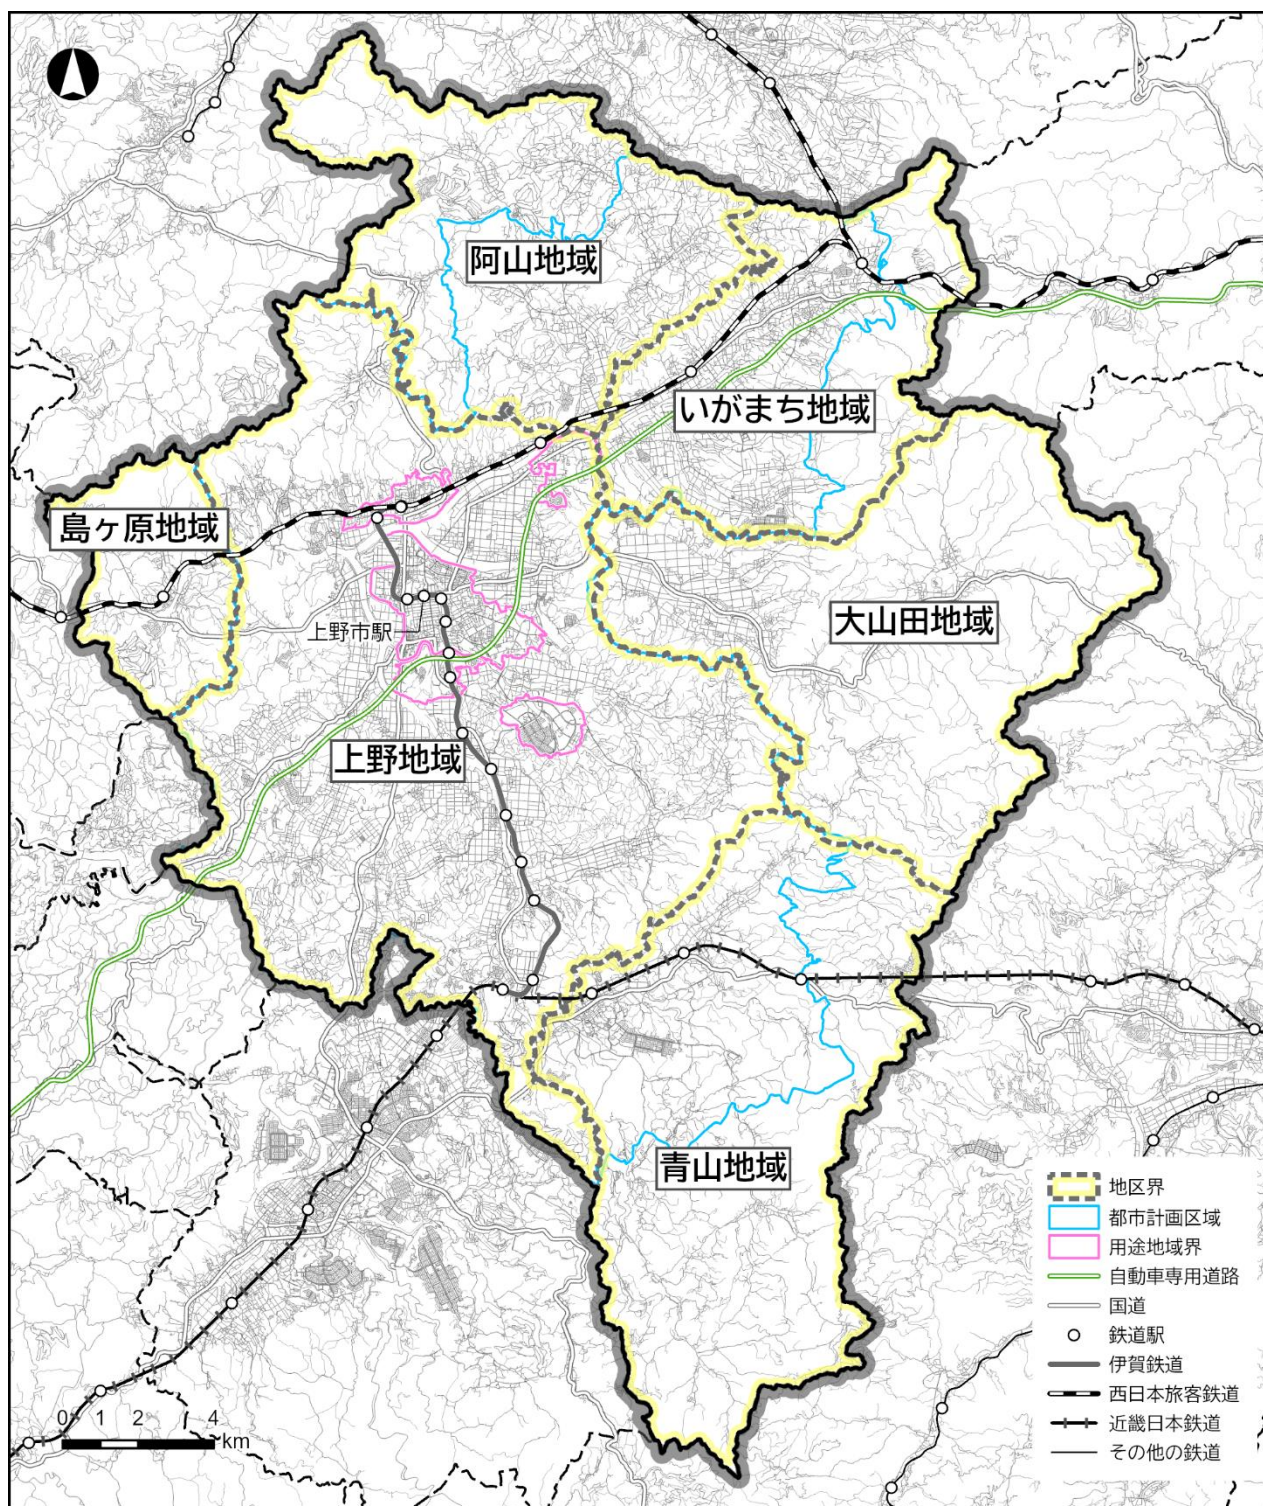 阿山地域
いがまち地域
島ヶ原地域
大山田地域
上野市駅
上野地域
青山地域
地区界
都市計画区域
用途地域界
自動車専用道路
国道
鉄道駅
伊賀鉄道
西日本旅客鉄道
近畿日本鉄道
その他の鉄道
0 1 2 4
km